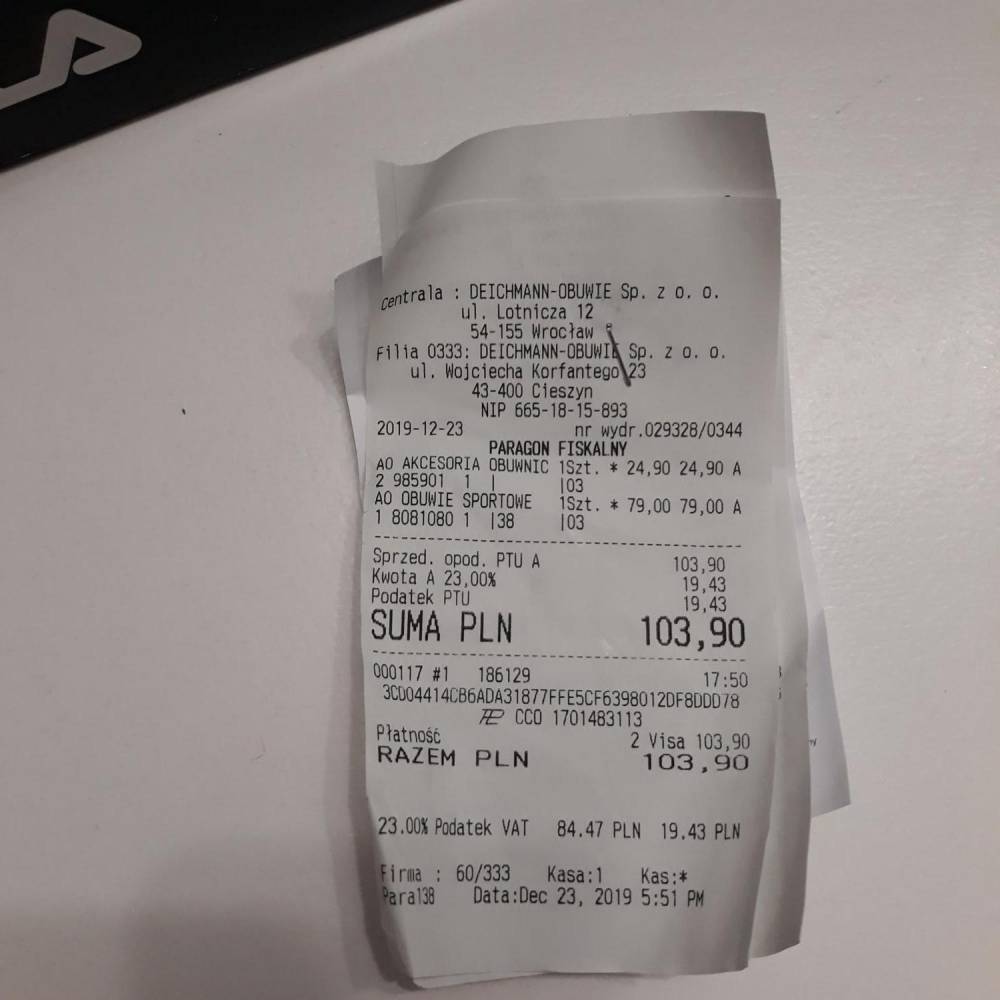 Centrala : DEICHMANN-OBUWIE Sp. z o. o.
ul. Lotnicza 12
54-155 Wrocław
Filia 0333: DEICHMANN-OBUWIE Sp. z o. o.
ul. Wojciecha Korfantego 23
43-400 Cieszyn
NIP 665-18-15-893
2019-12-23 nr wydr.029328/0344
PARAGON FISKALNY
AO AKCESORIA OBUWNIC 1Szt. * 24,90 24,90 A
2 985901 1 | |03
AO OBUWIE SPORTOWE 1Szt. * 79,00 79,00 A
1 8081080 1 |38 |03
Sprzed. opod. PTU A 103,90
Kwota A 23,00% 19,43
Podatek PTU 19,43
SUMA PLN 103,90
000117 #1 186129 17:50
3CD04414CB6ADA31877FFE5CF6398012DF8DDD78
CCO 1701483113
Płatność 2 Visa 103,90
RAZEM PLN 103,90
23.00% Podatek VAT 84.47 PLN 19.43 PLN
Firma : 60/333 Kasa:1 Kas:*
Para138 Data:Dec 23, 2019 5:51 PM